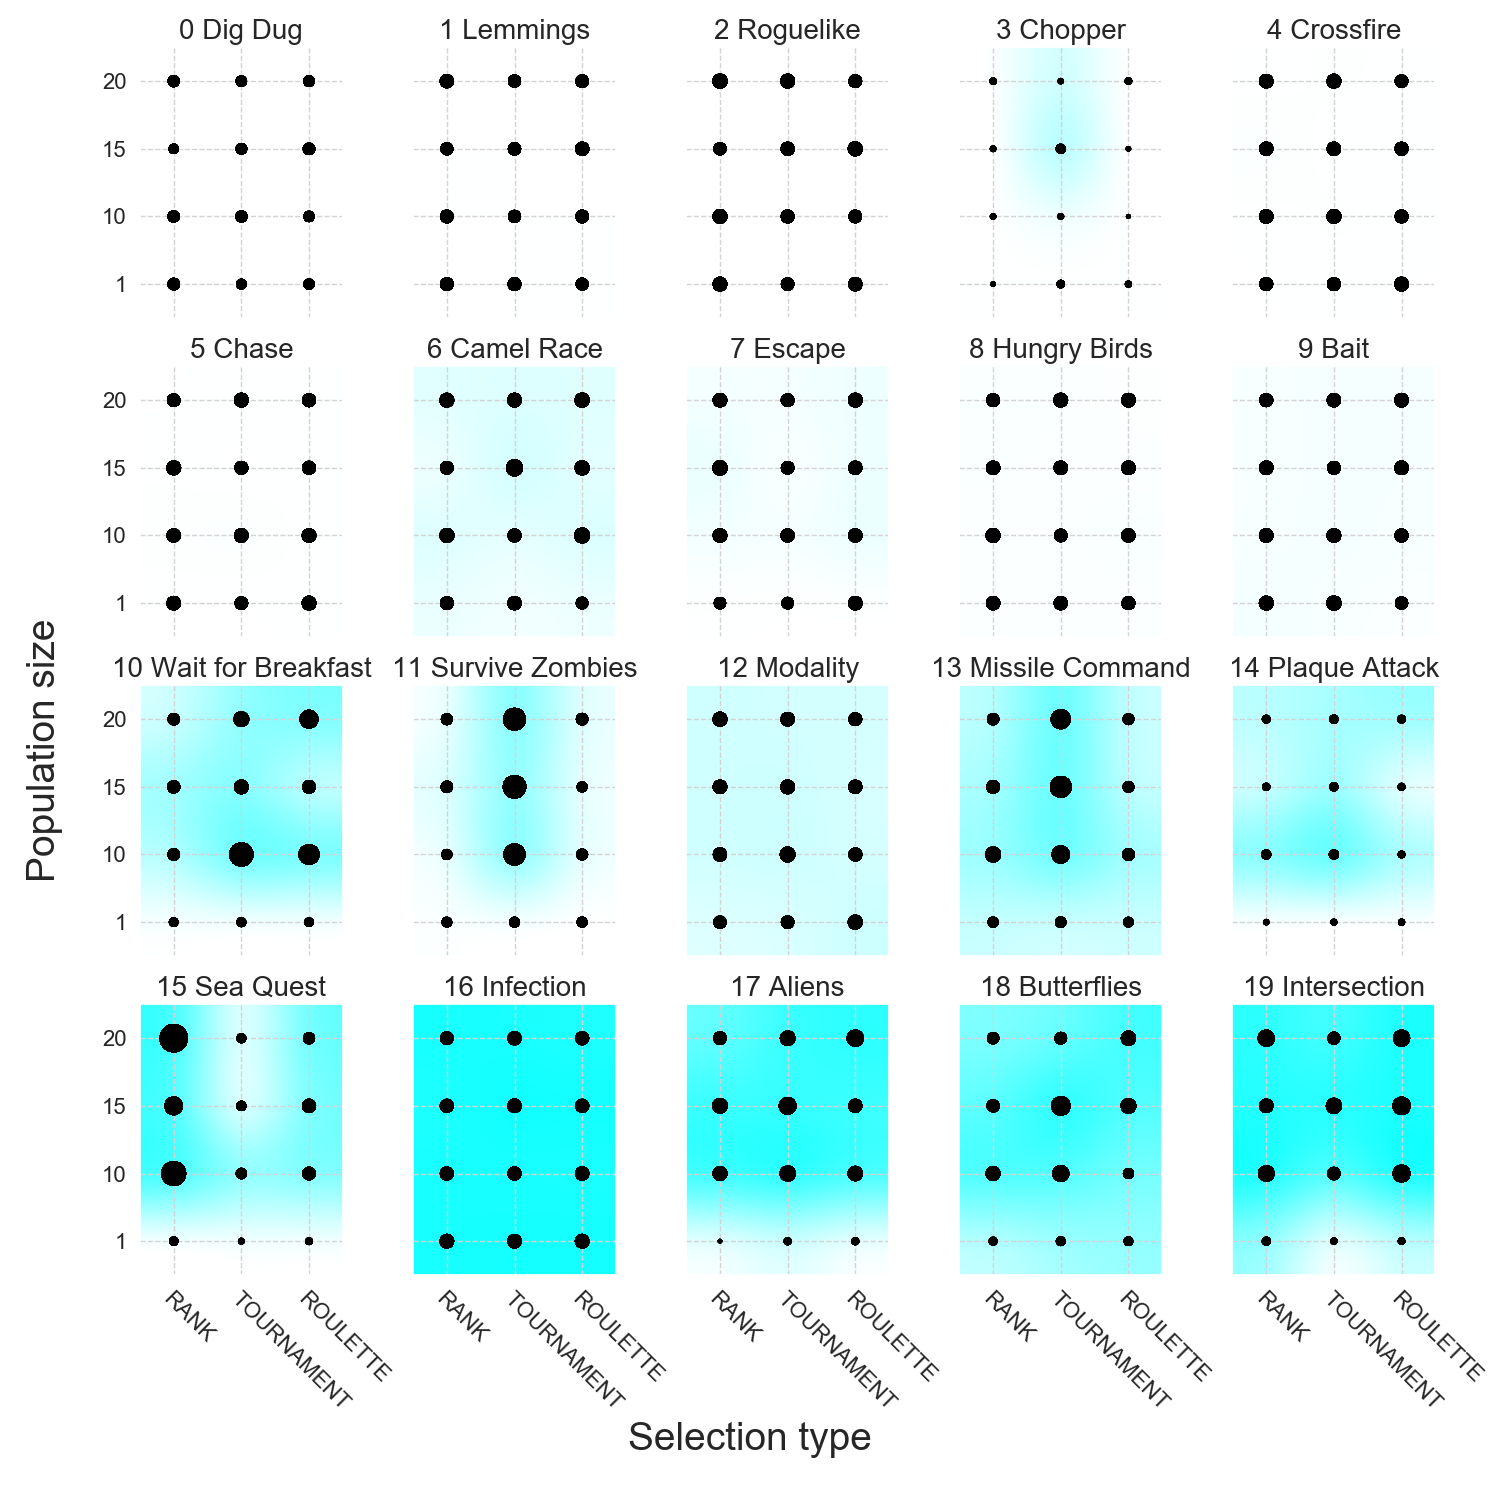 0 Dig Dug
1 Lemmings
2 Roguelike
3 Chopper
4 Crossfire
20
15
10
1
5 Chase
6 Camel Race
7 Escape
8 Hungry Birds
9 Bait
20
15
10
1
10 Wait for Breakfast
11 Survive Zombies
12 Modality
13 Missile Command
14 Plaque Attack
20
15
10
1
15 Sea Quest
16 Infection
17 Aliens
18 Butterflies
19 Intersection
20
15
10
1
Population size
RANK
TOURNAMENT
ROULETTE
RANK
TOURNAMENT
ROULETTE
RANK
TOURNAMENT
ROULETTE
RANK
TOURNAMENT
ROULETTE
RANK
TOURNAMENT
ROULETTE
Selection type